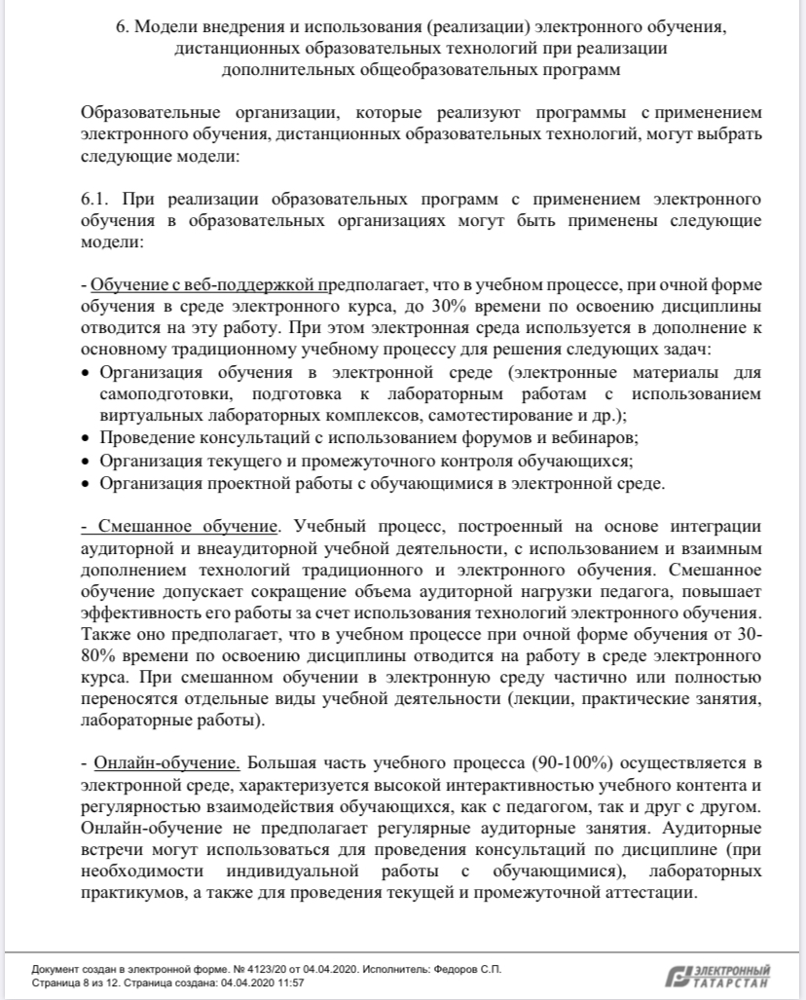 6. Модели внедрения и использования (реализации) электронного обучения,
дистанционных образовательных технологий при реализации
дополнительных общеобразовательных программ
Образовательные организации, которые реализуют программы с применением
электронного обучения, дистанционных образовательных технологий, могут выбрать
следующие модели:
6.1. При реализации образовательных программ с применением электронного
обучения в образовательных организациях могут быть применены следующие
модели:
- Обучение с веб-поддержкой предполагает, что в учебном процессе, при очной форме
обучения в среде электронного курса, до 30% времени по освоению дисциплины
отводится на эту работу. При этом электронная среда используется в дополнение к
основному традиционному учебному процессу для решения следующих задач:
• Организация обучения в электронной среде (электронные материалы для
самоподготовки, подготовка к лабораторным работам с использованием
виртуальных лабораторных комплексов, самотестирование и др.);
• Проведение консультаций с использованием форумов и вебинаров;
• Организация текущего и промежуточного контроля обучающихся;
• Организация проектной работы с обучающимися в электронной среде.
- Смешанное обучение. Учебный процесс, построенный на основе интеграции
аудиторной и внеаудиторной учебной деятельности, с использованием и взаимным
дополнением технологий традиционного и электронного обучения. Смешанное
обучение допускает сокращение объема аудиторной нагрузки педагога, повышает
эффективность его работы за счет использования технологий электронного обучения.
Также оно предполагает, что в учебном процессе при очной форме обучения от 30-
80% времени по освоению дисциплины отводится на работу в среде электронного
курса. При смешанном обучении в электронную среду частично или полностью
переносятся отдельные виды учебной деятельности (лекции, практические занятия,
лабораторные работы).
- Онлайн-обучение. Большая часть учебного процесса (90-100%) осуществляется в
электронной среде, характеризуется высокой интерактивностью учебного контента и
регулярностью взаимодействия обучающихся, как с педагогом, так и друг с другом.
Онлайн-обучение не предполагает регулярные аудиторные занятия. Аудиторные
встречи могут использоваться для проведения консультаций по дисциплине (при
необходимости индивидуальной работы с обучающимися), лабораторных
практикумов, а также для проведения текущей и промежуточной аттестации.
Документ создан в электронной форме. № 4123/20 от 04.04.2020. Исполнитель: Федоров С.П.
Страница 8 из 12. Страница создана: 04.04.2020 11:57
ЭЛЕКТРОННЫЙ
ТАТАРСТАН